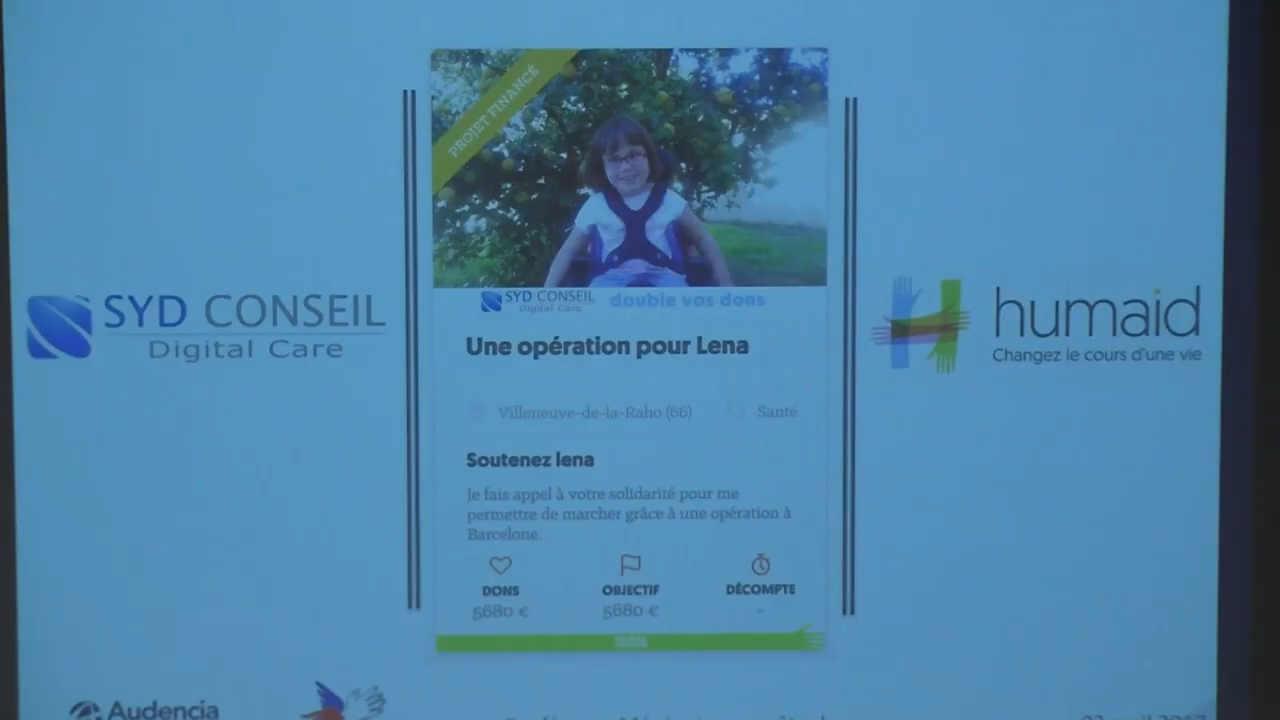 PROJET FINANCÉ
SYD CONSEIL
Digital Care
SYD CONSEIL
Digital Care
double vos dons
Une opération pour Lena
Villeneuve-de-la-Raho (66)
Santé
Soutenez lena
Je fais appel à votre solidarité pour me
permettre de marcher grâce à une opération à
Barcelone.
DONS
5680 €
OBJECTIF
5680 €
DÉCOMPTE
-
humaid
Changez le cours d'une vie
Audencia